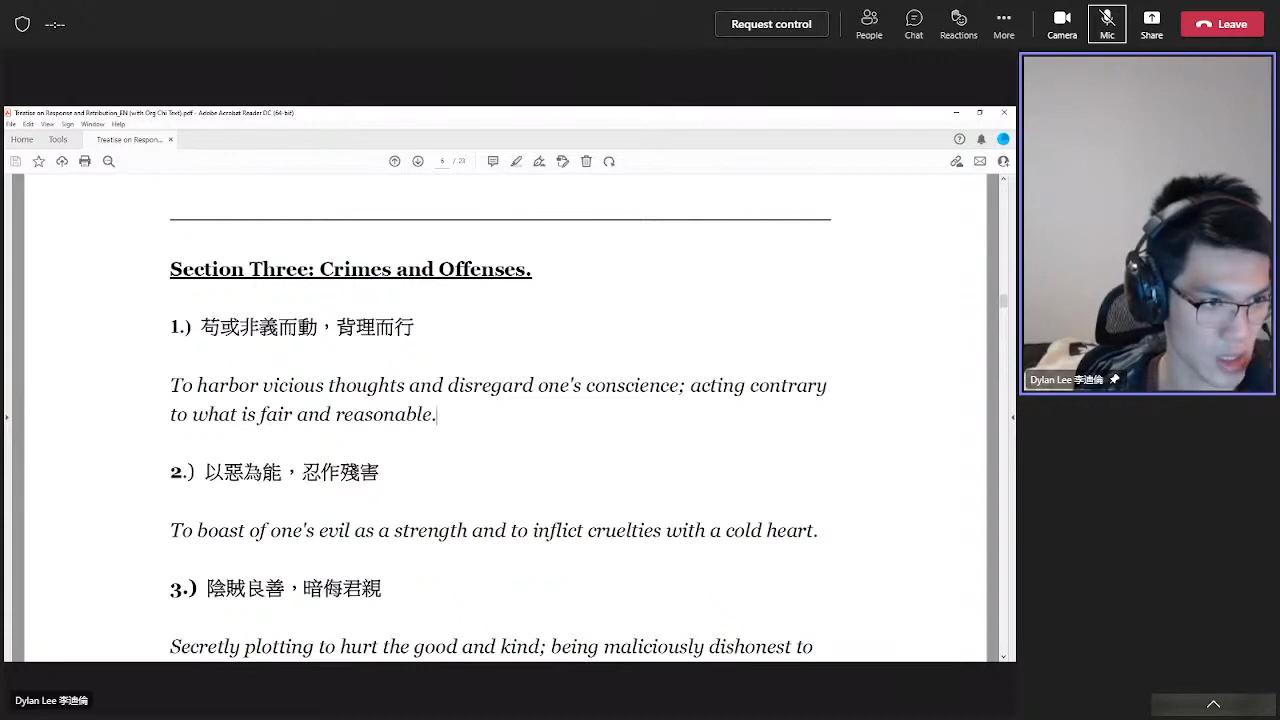 --:--
Request control
People
Chat
Reactions
More
Camera
Mic
Share
Leave
Treatise on Response and Retribution_EN (with Org Chi Text).pdf - Adobe Acrobat Reader DC (64-bit)
File Edit View Sign Window Help
Home Tools Treatise on Respon...
6 / 23
Section Three: Crimes and Offenses.
1.) 苟或非義而動，背理而行
To harbor vicious thoughts and disregard one's conscience; acting contrary
to what is fair and reasonable.
2.) 以惡為能，忍作殘害
To boast of one's evil as a strength and to inflict cruelties with a cold heart.
3.) 陰賊良善，暗侮君親
Secretly plotting to hurt the good and kind; being maliciously dishonest to
Dylan Lee 李迪倫
Dylan Lee 李迪倫